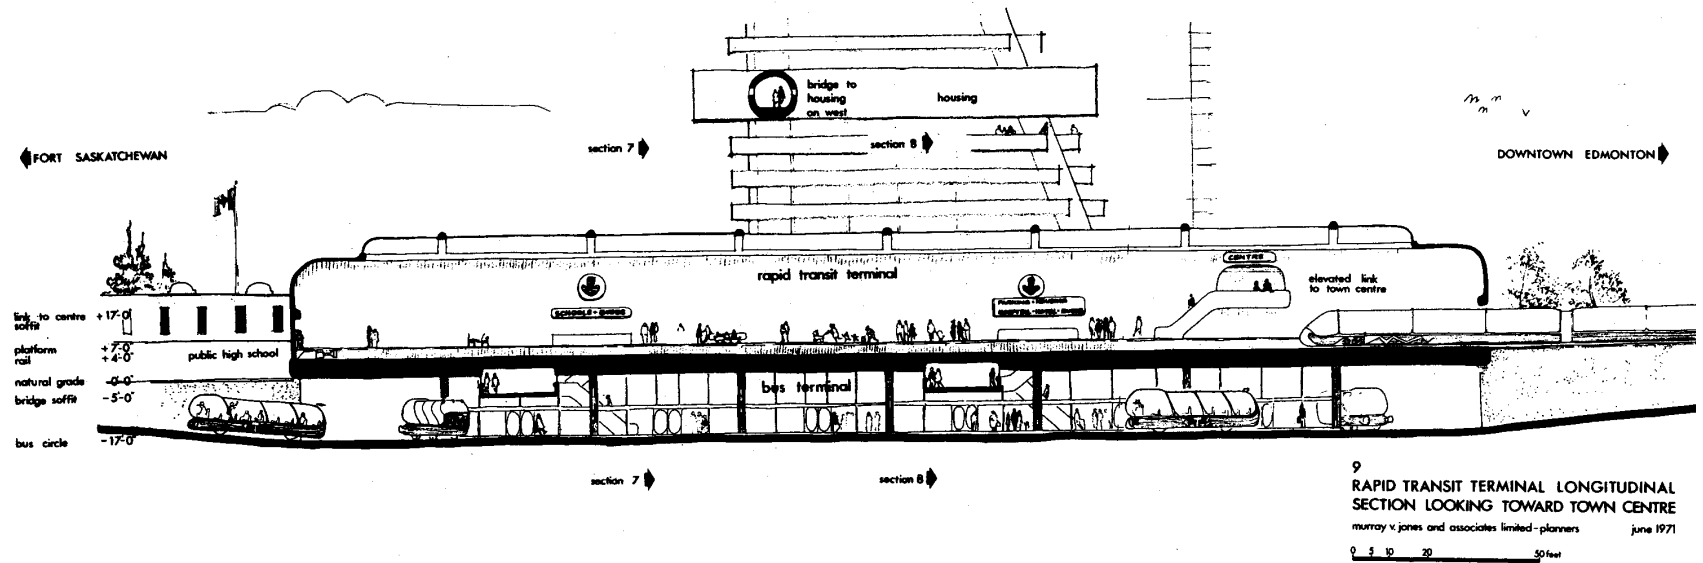 bridge to
housing
on west
housing
section 7
section 8
FORT SASKATCHEWAN
DOWNTOWN EDMONTON
rapid transit terminal
CENTRE
elevated link
to town centre
SCHOOLS
link to centre +17'-0"
soffit
platform +7'-0"
rail +4'-0"
public high school
natural grade -0'-0"
bridge soffit -5'-0"
bus terminal
bus circle -17'-0"
section 7
section 8
9
RAPID TRANSIT TERMINAL LONGITUDINAL
SECTION LOOKING TOWARD TOWN CENTRE
murray v. jones and associates limited - planners june 1971
0 5 10 20 50 feet